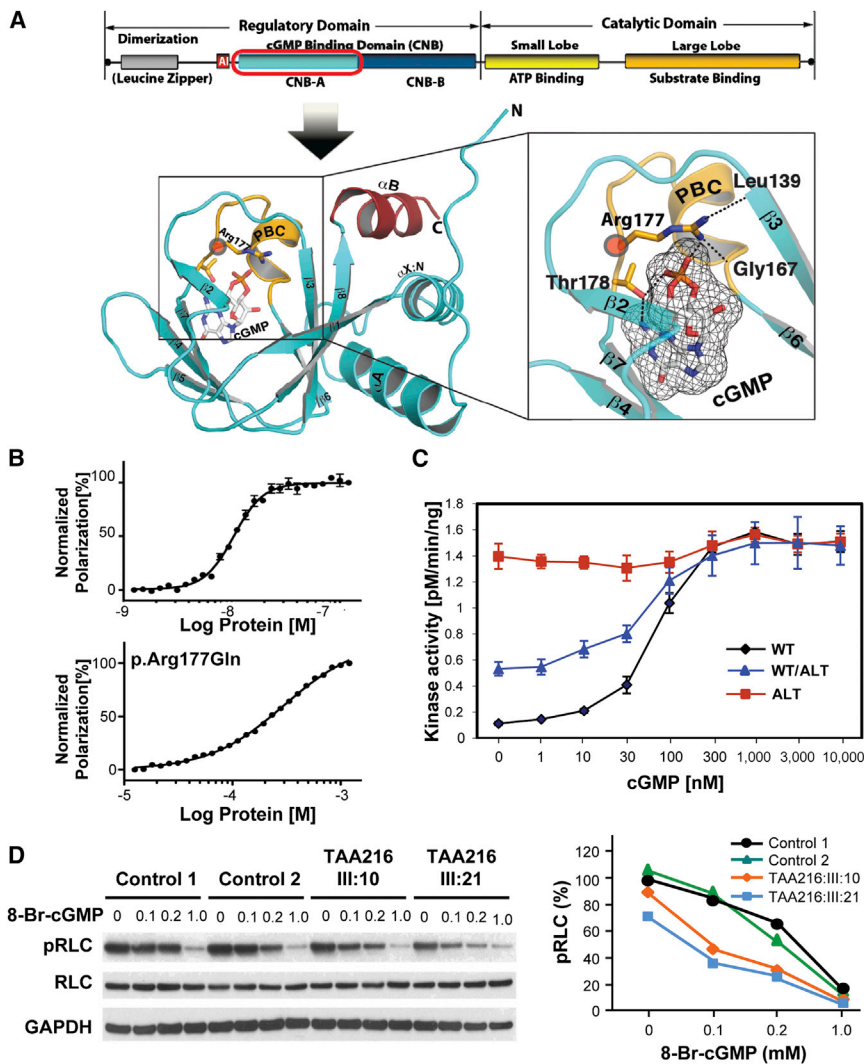 A
Regulatory Domain
Catalytic Domain
Dimerization
cGMP Binding Domain (CNB)
Small Lobe
Large Lobe
AI
(Leucine Zipper)
CNB-A
CNB-B
ATP Binding
Substrate Binding
N
αB
C
PBC
Arg177
β2
β3
β8
αX:N
β7
β4
cGMP
β1
β5
β6
αA
PBC
Leu139
Arg177
β3
Thr178
Gly167
β2
β6
β7
cGMP
β4
B
Normalized
Polarization[%]
100
50
0
-9
-8
-7
Log Protein [M]
p.Arg177Gln
Normalized
Polarization[%]
100
50
0
-5
-4
-3
Log Protein [M]
C
Kinase activity [pM/min/ng]
1.8
1.6
1.4
1.2
1
0.8
0.6
0.4
0.2
0
WT
WT/ALT
ALT
0 1 10 30 100 300 1,000 3,000 10,000
cGMP [nM]
D
Control 1
Control 2
TAA216
III:10
TAA216
III:21
8-Br-cGMP
0 0.1 0.2 1.0 0 0.1 0.2 1.0 0 0.1 0.2 1.0 0 0.1 0.2 1.0
pRLC
RLC
GAPDH
pRLC (%)
120
100
80
60
40
20
0
Control 1
Control 2
TAA216:III:10
TAA216:III:21
0 0.1 0.2 1.0
8-Br-cGMP (mM)